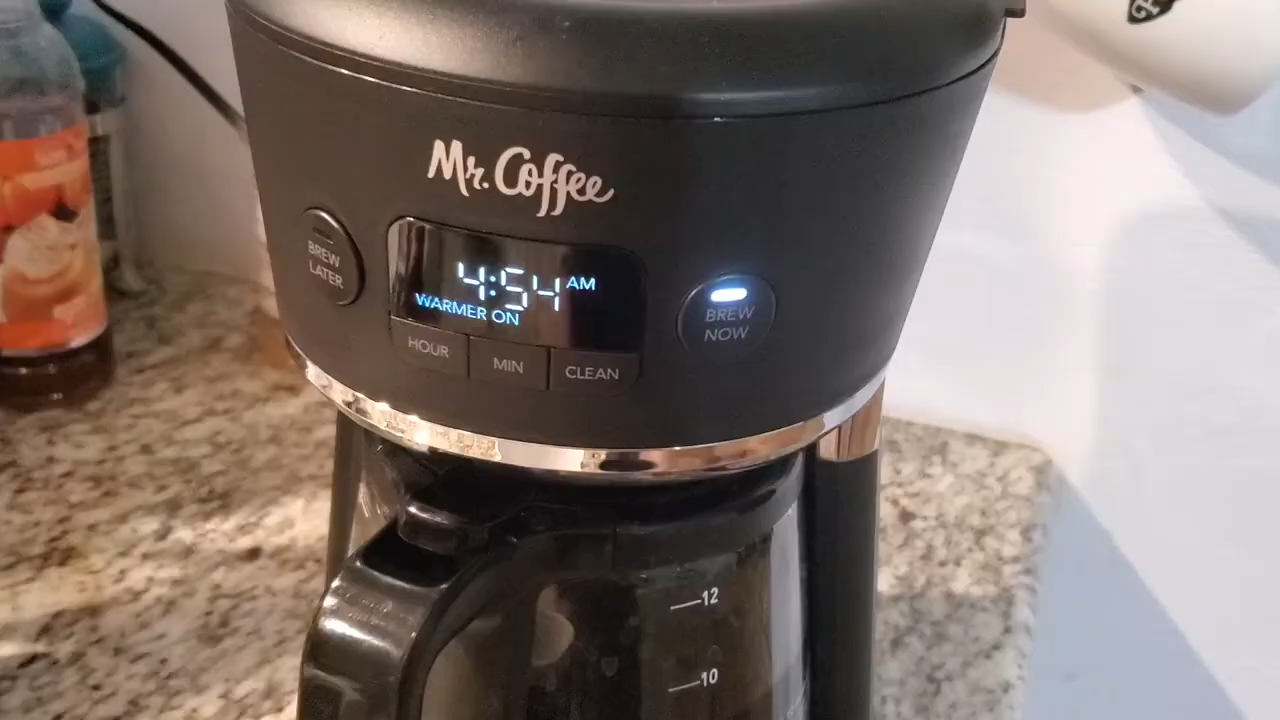 Mr. Coffee
BREW
LATER
4:54 AM
WARMER ON
BREW
NOW
HOUR
MIN
CLEAN
12
10